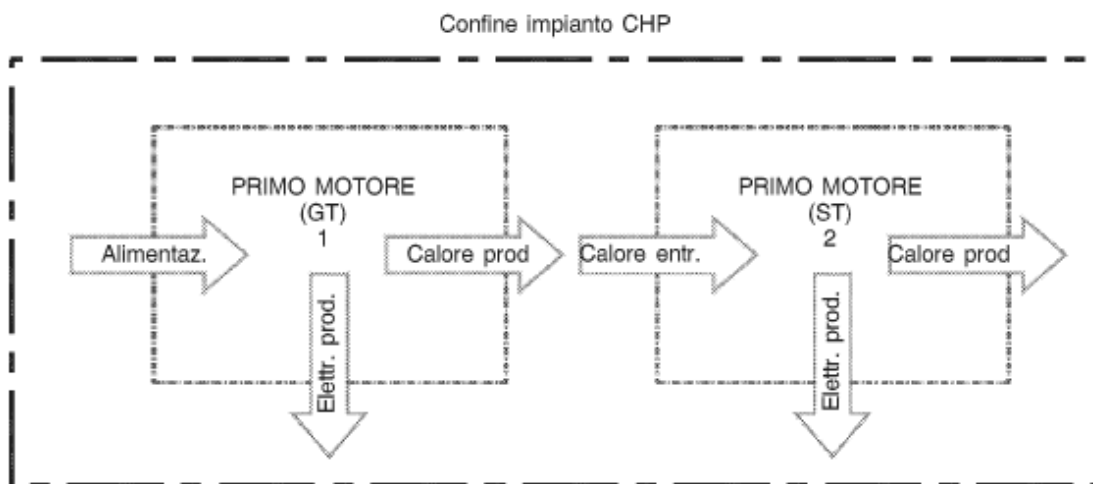 Confine impianto CHP
PRIMO MOTORE
(GT)
1
Alimentaz.
Calore prod
Elettr. prod.
PRIMO MOTORE
(ST)
2
Calore entr.
Calore prod
Elettr. prod.